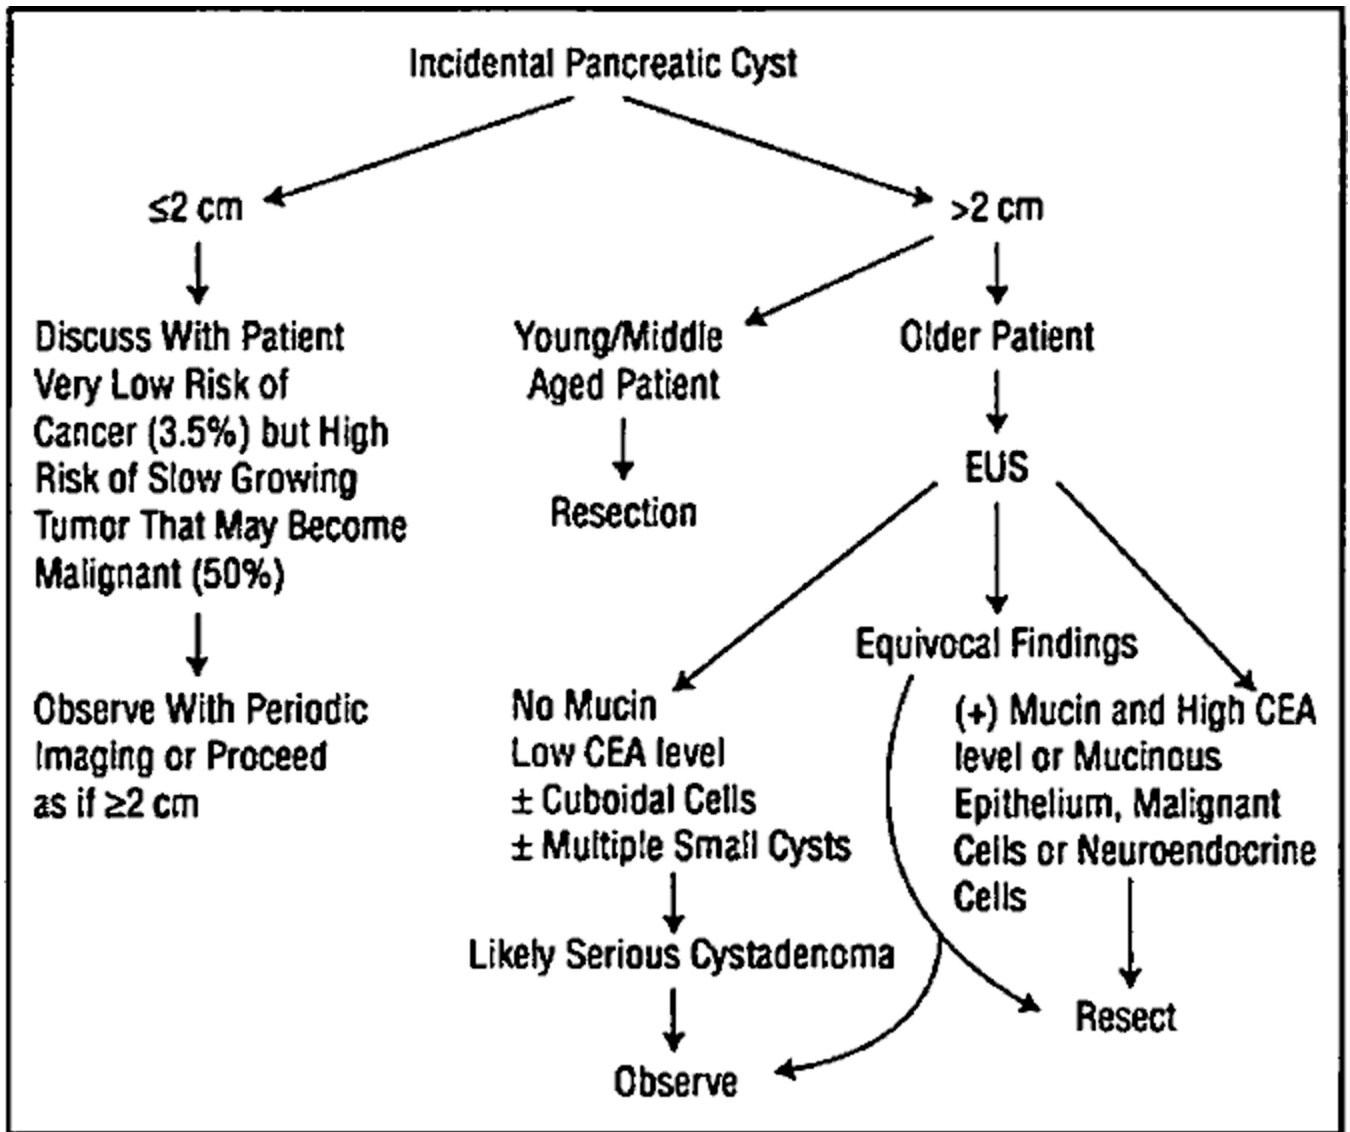 Incidental Pancreatic Cyst
≤2 cm
>2 cm
Discuss With Patient
Very Low Risk of
Cancer (3.5%) but High
Risk of Slow Growing
Tumor That May Become
Malignant (50%)
Observe With Periodic
Imaging or Proceed
as if ≥2 cm
Young/Middle
Aged Patient
Resection
Older Patient
EUS
Equivocal Findings
No Mucin
Low CEA level
± Cuboidal Cells
± Multiple Small Cysts
Likely Serious Cystadenoma
Observe
(+) Mucin and High CEA
level or Mucinous
Epithelium, Malignant
Cells or Neuroendocrine
Cells
Resect